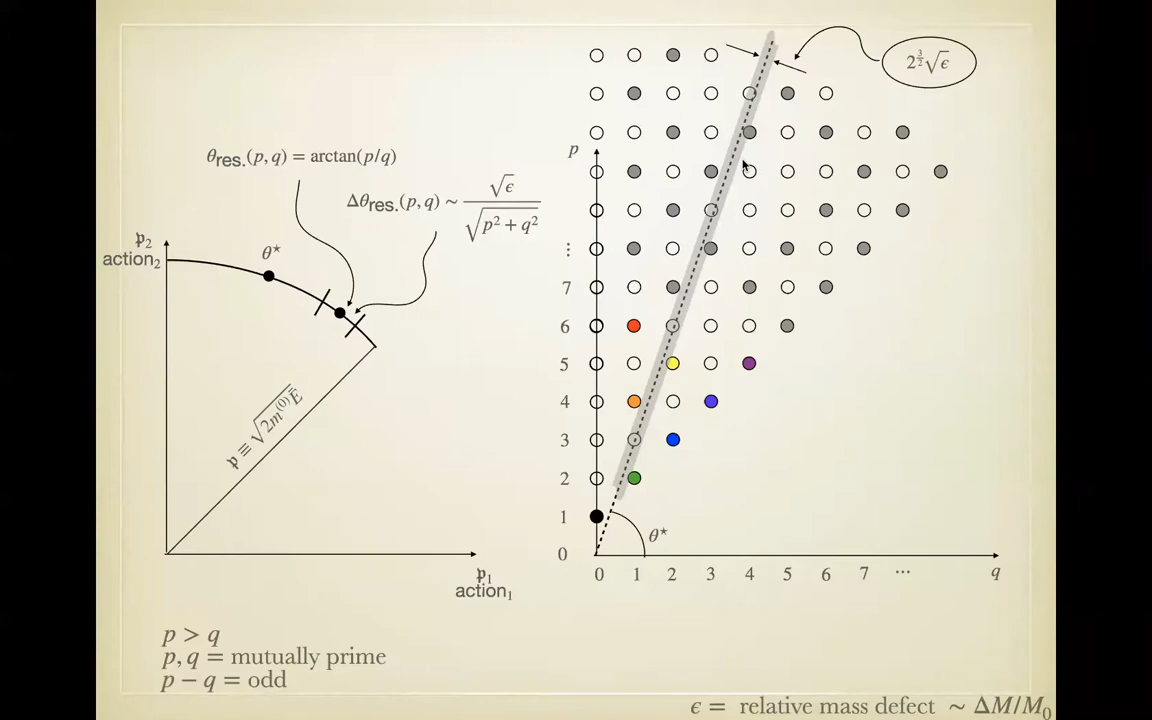 2^{3/2}√ϵ
p
θ_res.(p, q) = arctan(p/q)
Δθ_res.(p, q) ~ √ϵ / √(p² + q²)
𝔭₂
action₂
θ⋆
⋮
7
6
5
4
3
2
1
0
𝔭 ≡ √(2m⁽⁰⁾Ē)
θ⋆
0 1 2 3 4 5 6 7 ⋯ q
𝔭₁
action₁
p > q
p, q = mutually prime
p − q = odd
ϵ = relative mass defect ~ ΔM/M₀